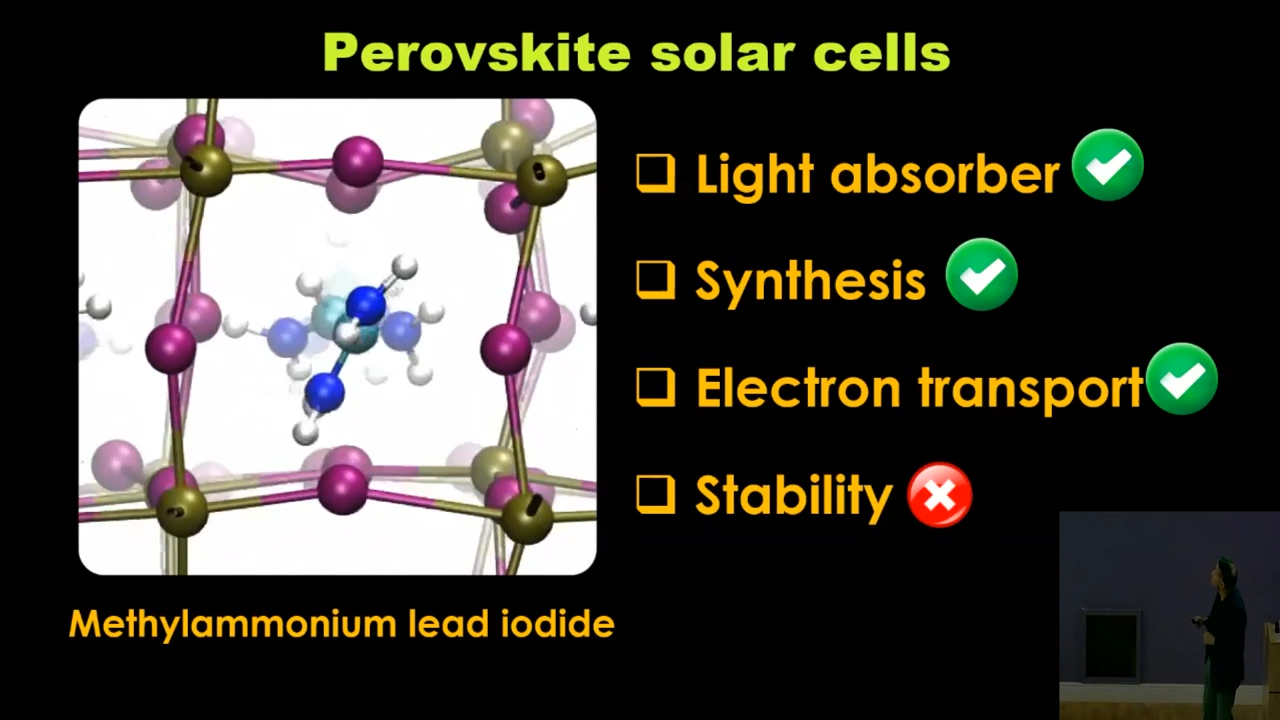 Perovskite solar cells
Light absorber
Synthesis
Electron transport
Stability
Methylammonium lead iodide